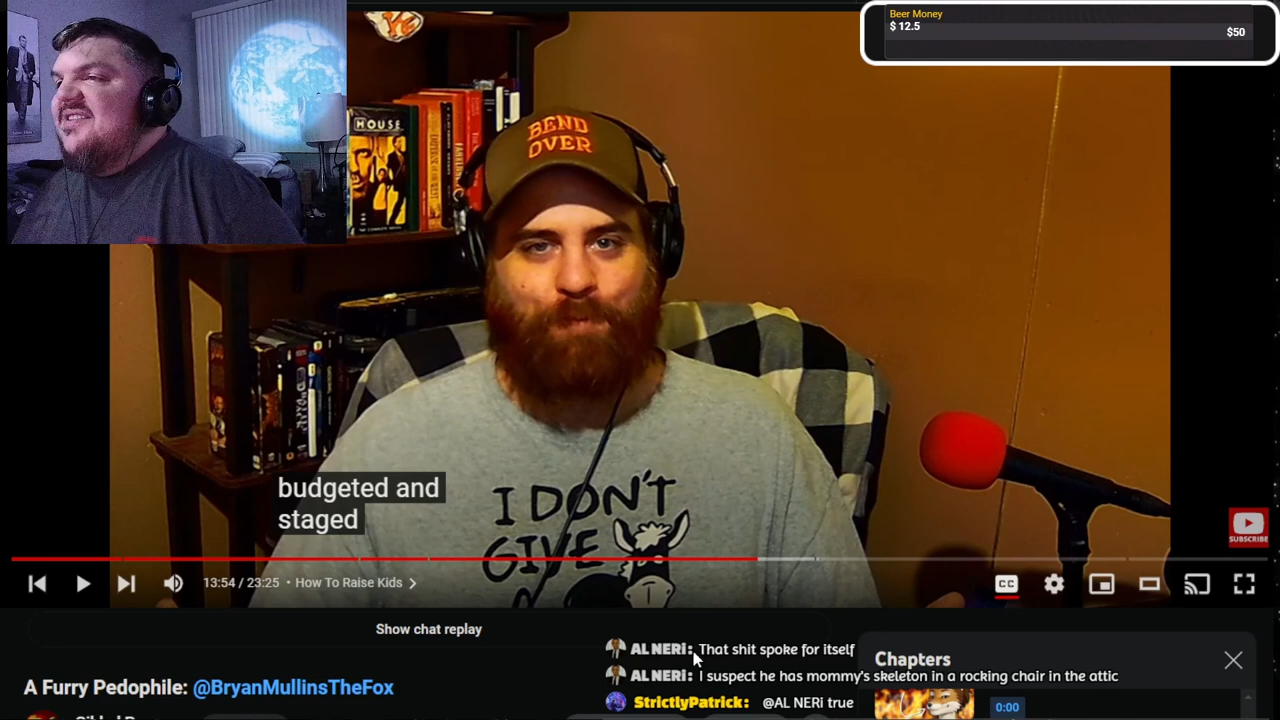 Beer Money
$ 12.5
$50
HOUSE
BEND
OVER
I DON'T
GIVE
budgeted and
staged
SUBSCRIBE
13:54 / 23:25 • How To Raise Kids
CC
Show chat replay
AL NERi: That shit spoke for itself
Chapters
AL NERi: I suspect he has mommy's skeleton in a rocking chair in the attic
A Furry Pedophile: @BryanMullinsTheFox
StrictlyPatrick: @AL NERi true
0:00